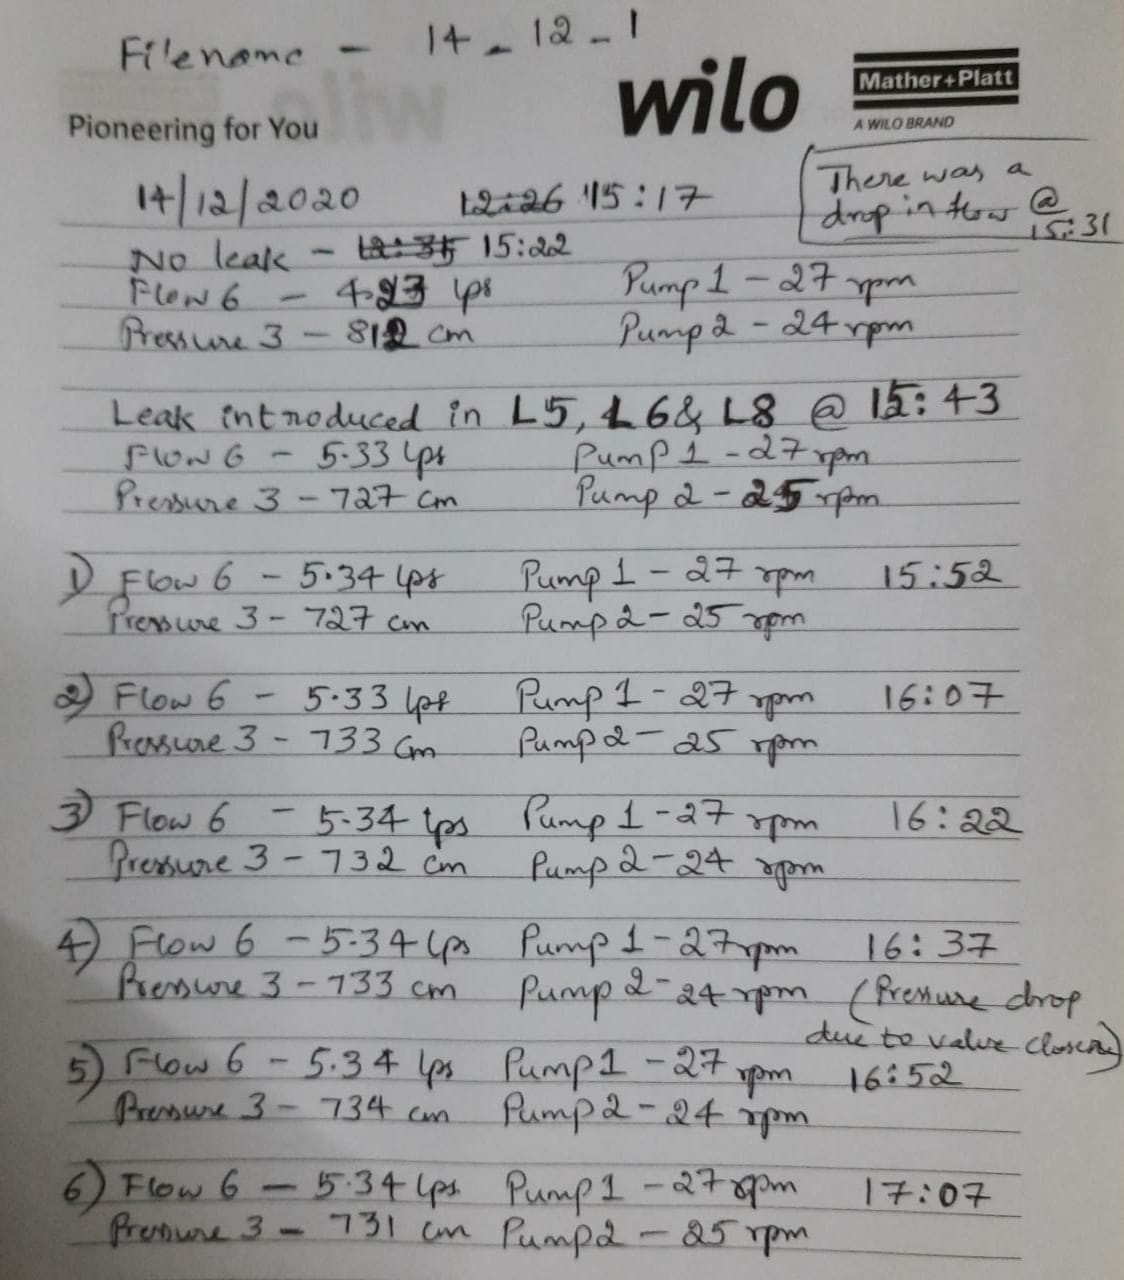 Filename - 14_12_1
Pioneering for You
wilo
Mather+Platt
A WILO BRAND
There was a
drop in flow @
15:31
14/12/2020 12:26 15:17
No leak - 12:35 15:22
Flow 6 - 4.23 lps Pump 1 - 27 rpm
Pressure 3 - 812 cm Pump 2 - 24 rpm
Leak introduced in L5, L6 & L8 @ 15:43
Flow 6 - 5.33 lps Pump 1 - 27 rpm
Pressure 3 - 727 cm Pump 2 - 25 rpm
1) Flow 6 - 5.34 lps Pump 1 - 27 rpm 15:52
Pressure 3 - 727 cm Pump 2 - 25 rpm
2) Flow 6 - 5.33 lps Pump 1 - 27 rpm 16:07
Pressure 3 - 733 cm Pump 2 - 25 rpm
3) Flow 6 - 5.34 lps Pump 1 - 27 rpm 16:22
Pressure 3 - 732 cm Pump 2 - 24 rpm
4) Flow 6 - 5.34 lps Pump 1 - 27 rpm 16:37
Pressure 3 - 733 cm Pump 2 - 24 rpm (Pressure drop
due to valve closing)
5) Flow 6 - 5.34 lps Pump 1 - 27 rpm 16:52
Pressure 3 - 734 cm Pump 2 - 24 rpm
6) Flow 6 - 5.34 lps Pump 1 - 27 rpm 17:07
Pressure 3 - 731 cm Pump 2 - 25 rpm